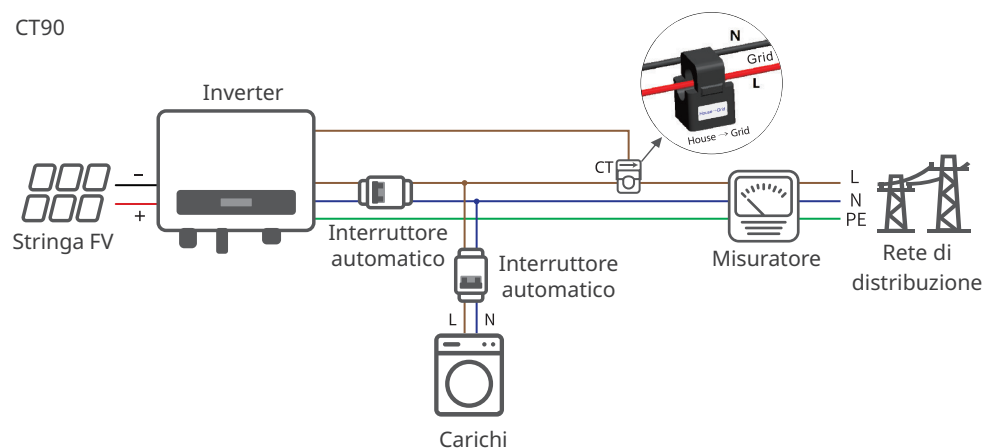 CT90
Inverter
N
Grid
L
House→Grid
House → Grid
CT
−
+
Stringa FV
L
N
PE
Interruttore
automatico
Interruttore
automatico
Misuratore
Rete di
distribuzione
L N
Carichi